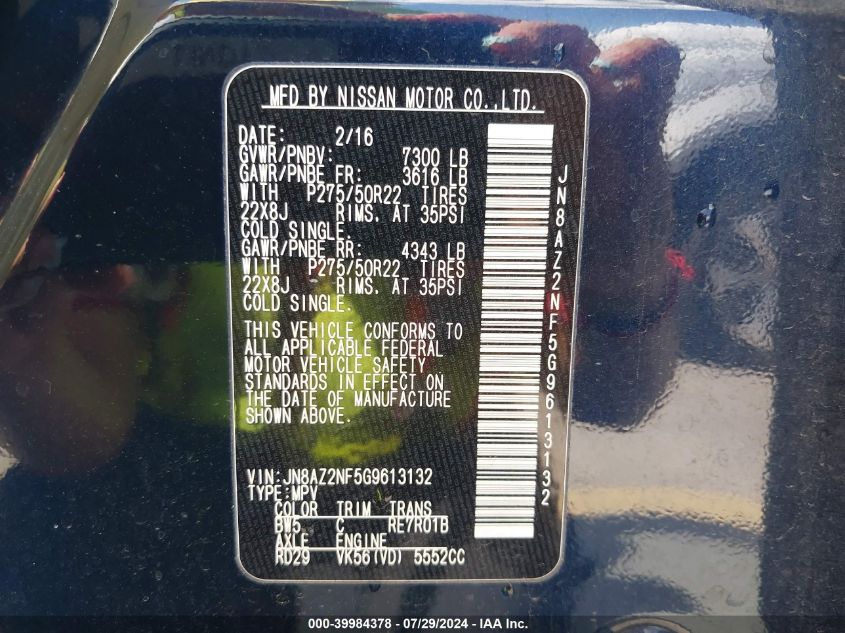 MFD BY NISSAN MOTOR CO.,LTD.
DATE: 2/16
GVWR/PNBV: 7300 LB
GAWR/PNBE FR: 3616 LB
WITH P275/50R22 TIRES
22X8J RIMS. AT 35PSI
COLD SINGLE.
GAWR/PNBE RR: 4343 LB
WITH P275/50R22 TIRES
22X8J RIMS. AT 35PSI
COLD SINGLE.
THIS VEHICLE CONFORMS TO
ALL APPLICABLE FEDERAL
MOTOR VEHICLE SAFETY
STANDARDS IN EFFECT ON
THE DATE OF MANUFACTURE
SHOWN ABOVE.
VIN:JN8AZ2NF5G9613132
TYPE:MPV
COLOR TRIM TRANS
BW5 C RE7R01B
AXLE ENGINE
RD29 VK56(VD) 5552CC
JN8AZ2NF5G9613132
000-39984378 - 07/29/2024 - IAA Inc.